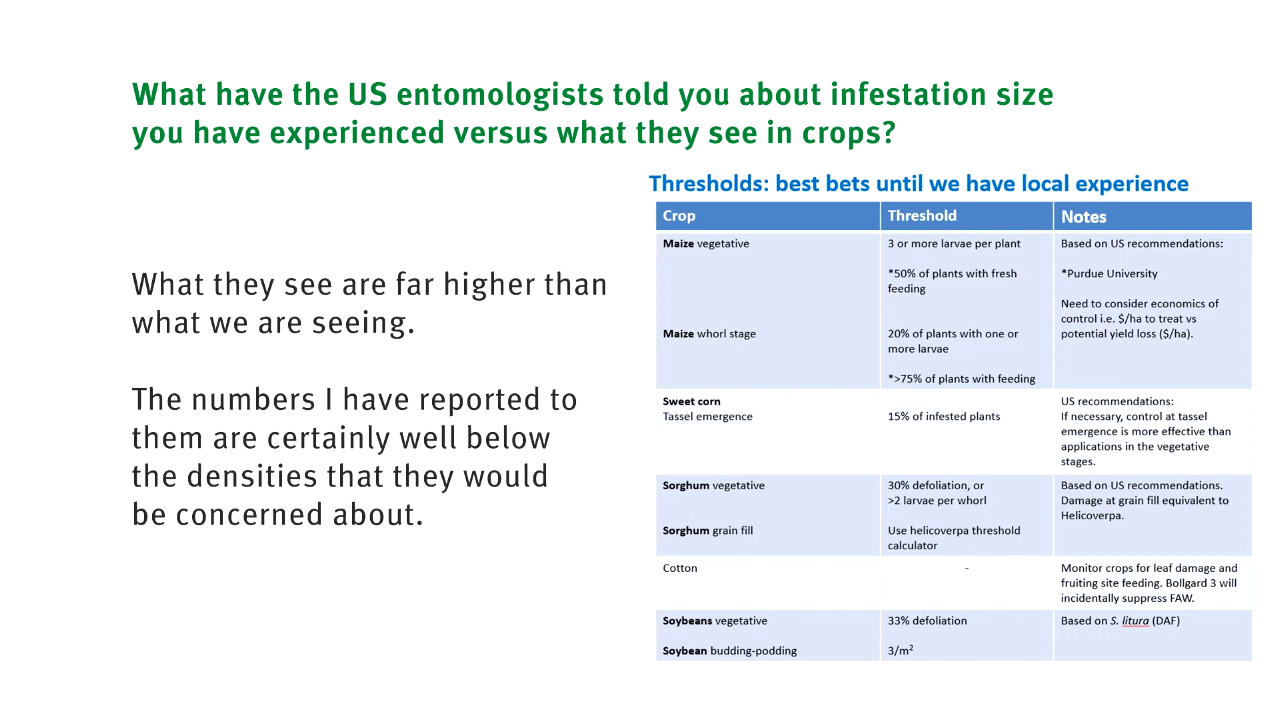 What have the US entomologists told you about infestation size
you have experienced versus what they see in crops?
What they see are far higher than
what we are seeing.
The numbers I have reported to
them are certainly well below
the densities that they would
be concerned about.
Thresholds: best bets until we have local experience
Crop Threshold Notes
Maize vegetative
3 or more larvae per plant
*50% of plants with fresh
feeding
Maize whorl stage
20% of plants with one or
more larvae
*>75% of plants with feeding
Based on US recommendations:
*Purdue University
Need to consider economics of
control i.e. $/ha to treat vs
potential yield loss ($/ha).
Sweet corn
Tassel emergence
15% of infested plants
US recommendations:
If necessary, control at tassel
emergence is more effective than
applications in the vegetative
stages.
Sorghum vegetative
30% defoliation, or
>2 larvae per whorl
Sorghum grain fill
Use helicoverpa threshold
calculator
Based on US recommendations.
Damage at grain fill equivalent to
Helicoverpa.
Cotton
-
Monitor crops for leaf damage and
fruiting site feeding. Bollgard 3 will
incidentally suppress FAW.
Soybeans vegetative
33% defoliation
Based on S. litura (DAF)
Soybean budding-podding
3/m²